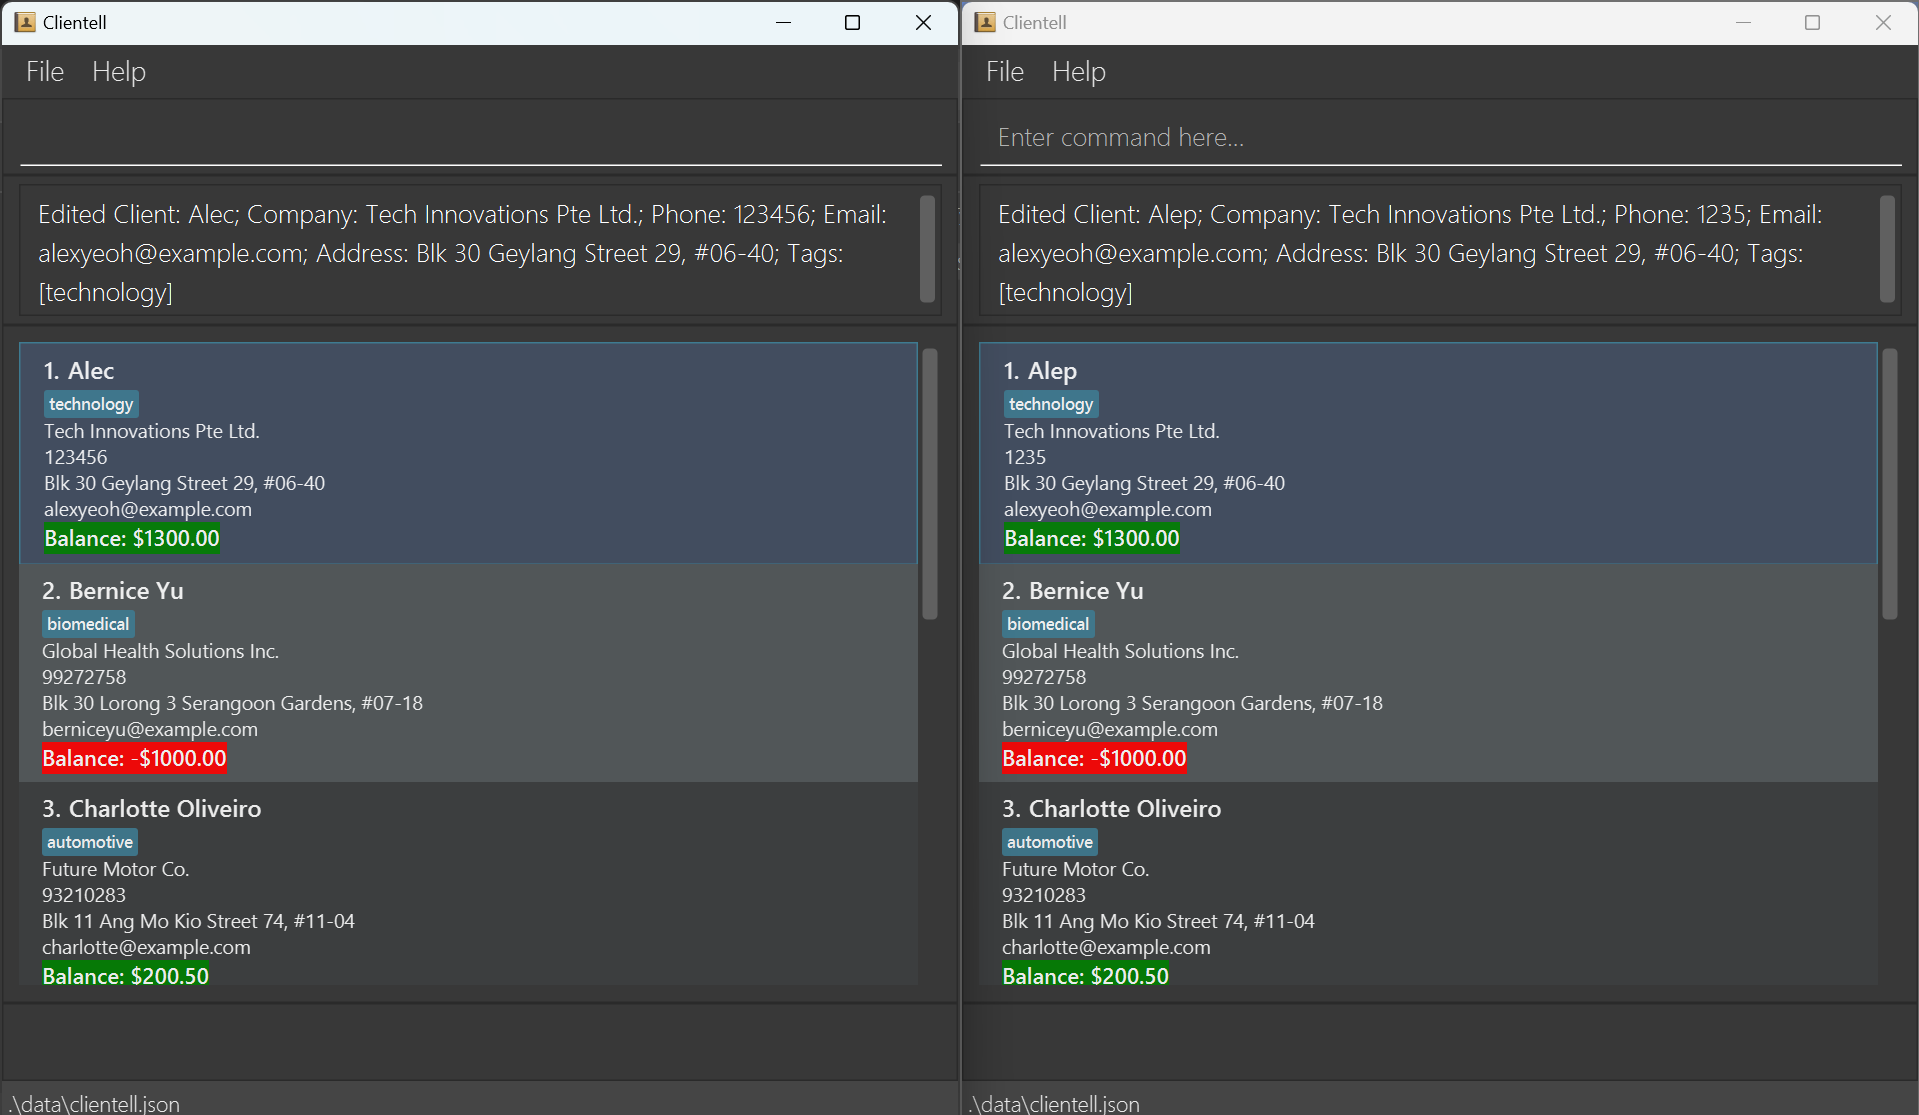 Clientell
File Help
Edited Client: Alec; Company: Tech Innovations Pte Ltd.; Phone: 123456; Email:
alexyeoh@example.com; Address: Blk 30 Geylang Street 29, #06-40; Tags:
[technology]
1. Alec
technology
Tech Innovations Pte Ltd.
123456
Blk 30 Geylang Street 29, #06-40
alexyeoh@example.com
Balance: $1300.00
2. Bernice Yu
biomedical
Global Health Solutions Inc.
99272758
Blk 30 Lorong 3 Serangoon Gardens, #07-18
berniceyu@example.com
Balance: -$1000.00
3. Charlotte Oliveiro
automotive
Future Motor Co.
93210283
Blk 11 Ang Mo Kio Street 74, #11-04
charlotte@example.com
Balance: $200.50
.\data\clientell.json
Clientell
File Help
Enter command here...
Edited Client: Alep; Company: Tech Innovations Pte Ltd.; Phone: 1235; Email:
alexyeoh@example.com; Address: Blk 30 Geylang Street 29, #06-40; Tags:
[technology]
1. Alep
technology
Tech Innovations Pte Ltd.
1235
Blk 30 Geylang Street 29, #06-40
alexyeoh@example.com
Balance: $1300.00
2. Bernice Yu
biomedical
Global Health Solutions Inc.
99272758
Blk 30 Lorong 3 Serangoon Gardens, #07-18
berniceyu@example.com
Balance: -$1000.00
3. Charlotte Oliveiro
automotive
Future Motor Co.
93210283
Blk 11 Ang Mo Kio Street 74, #11-04
charlotte@example.com
Balance: $200.50
.\data\clientell.json